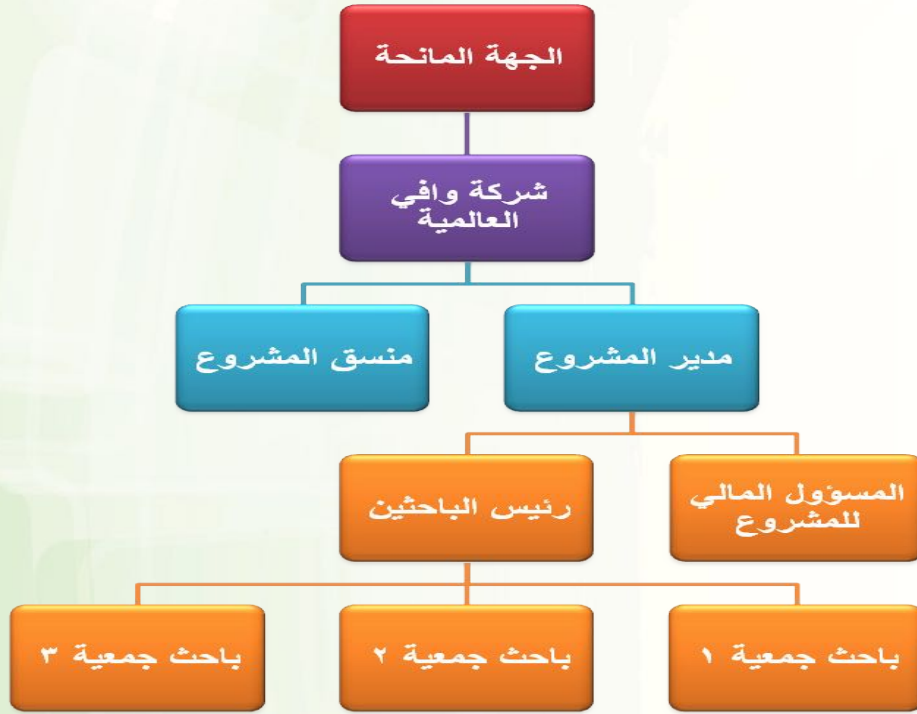 الجهة المانحة
شركة وافي
العالمية
مدير المشروع
منسق المشروع
المسؤول المالي
للمشروع
رئيس الباحثين
باحث جمعية ١
باحث جمعية ٢
باحث جمعية ٣